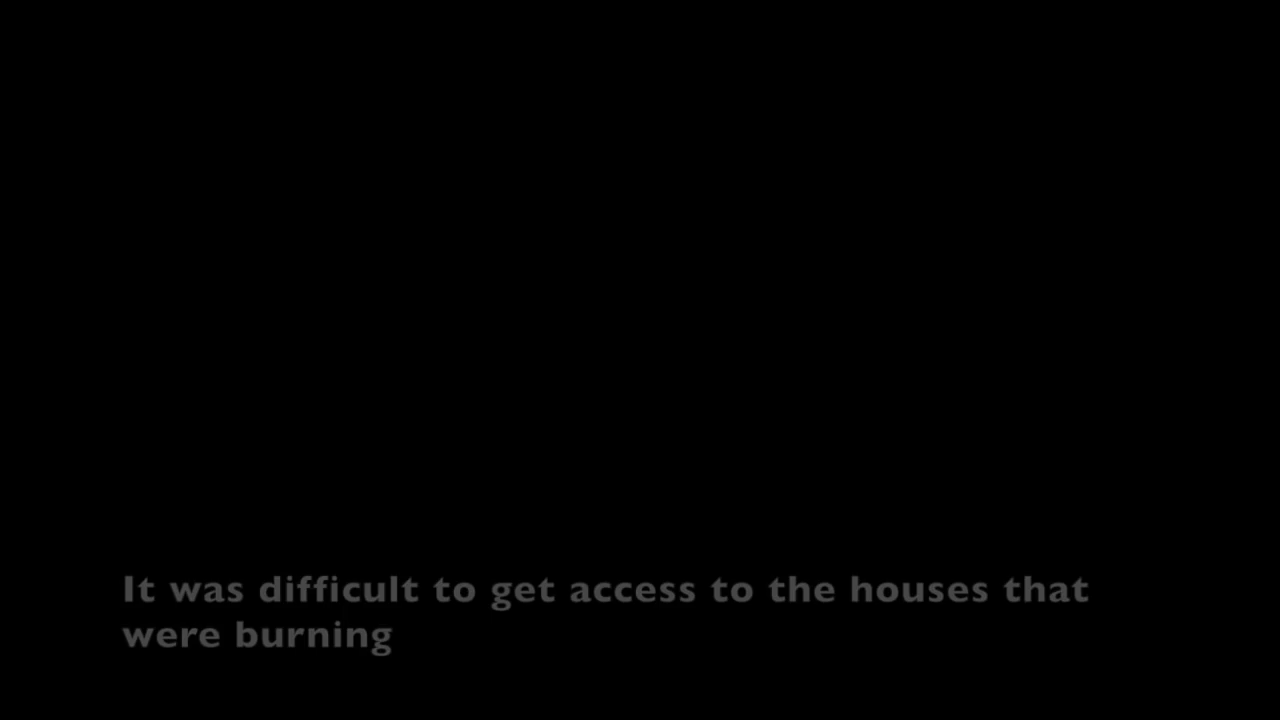 It was difficult to get access to the houses that
were burning